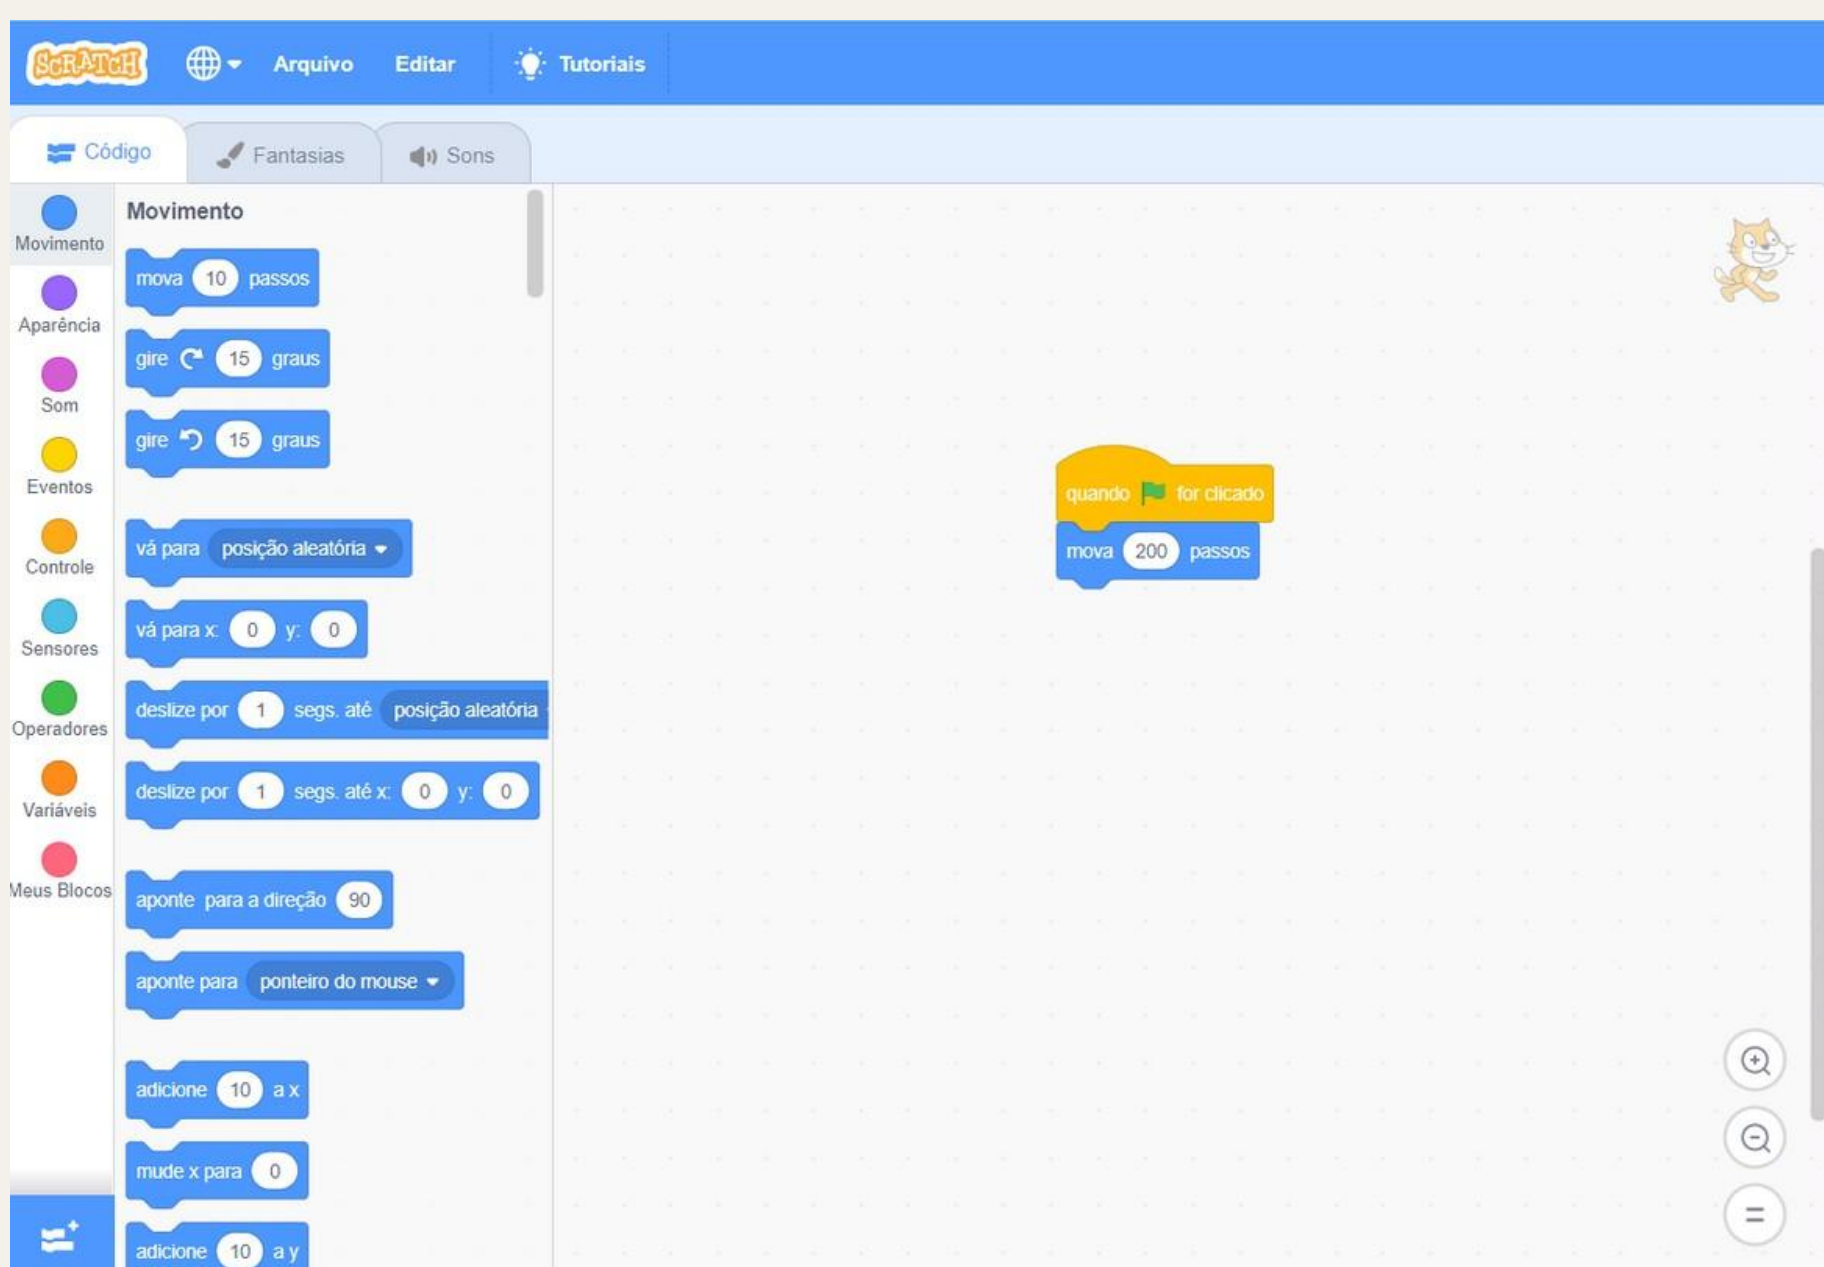 SCRATCH Arquivo Editar Tutoriais
Código Fantasias Sons
Movimento
Aparência
Som
Eventos
Controle
Sensores
Operadores
Variáveis
Meus Blocos
Movimento
mova 10 passos
gire 15 graus
gire 15 graus
vá para posição aleatória
vá para x: 0 y: 0
deslize por 1 segs. até posição aleatória
deslize por 1 segs. até x: 0 y: 0
aponte para a direção 90
aponte para ponteiro do mouse
adicione 10 a x
mude x para 0
adicione 10 a y
quando for clicado
mova 200 passos